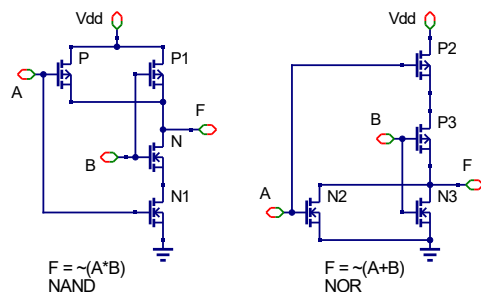 Vdd
P
P1
A
F
N
B
N1
F = ~(A*B)
NAND
Vdd
P2
B
P3
A
N2
F
N3
F = ~(A+B)
NOR